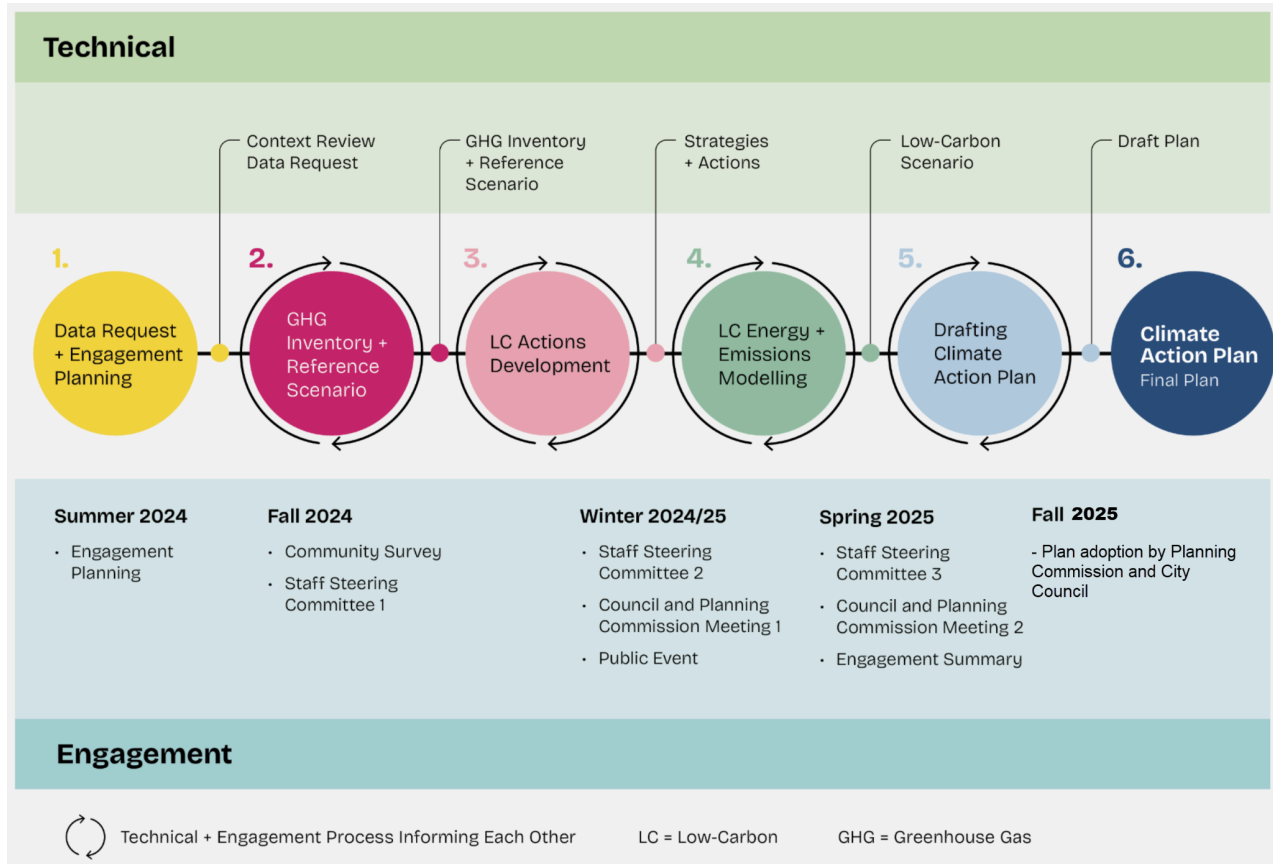 Technical
Context Review
Data Request
GHG Inventory
+ Reference
Scenario
Strategies
+ Actions
Low-Carbon
Scenario
Draft Plan
1.
Data Request
+ Engagement
Planning
2.
GHG
Inventory +
Reference
Scenario
3.
LC Actions
Development
4.
LC Energy +
Emissions
Modelling
5.
Drafting
Climate
Action Plan
6.
Climate
Action Plan
Final Plan
Summer 2024
· Engagement
Planning
Fall 2024
· Community Survey
· Staff Steering
Committee 1
Winter 2024/25
· Staff Steering
Committee 2
· Council and Planning
Commission Meeting 1
· Public Event
Spring 2025
· Staff Steering
Committee 3
· Council and Planning
Commission Meeting 2
· Engagement Summary
Fall 2025
- Plan adoption by Planning
Commission and City
Council
Engagement
Technical + Engagement Process Informing Each Other
LC = Low-Carbon
GHG = Greenhouse Gas